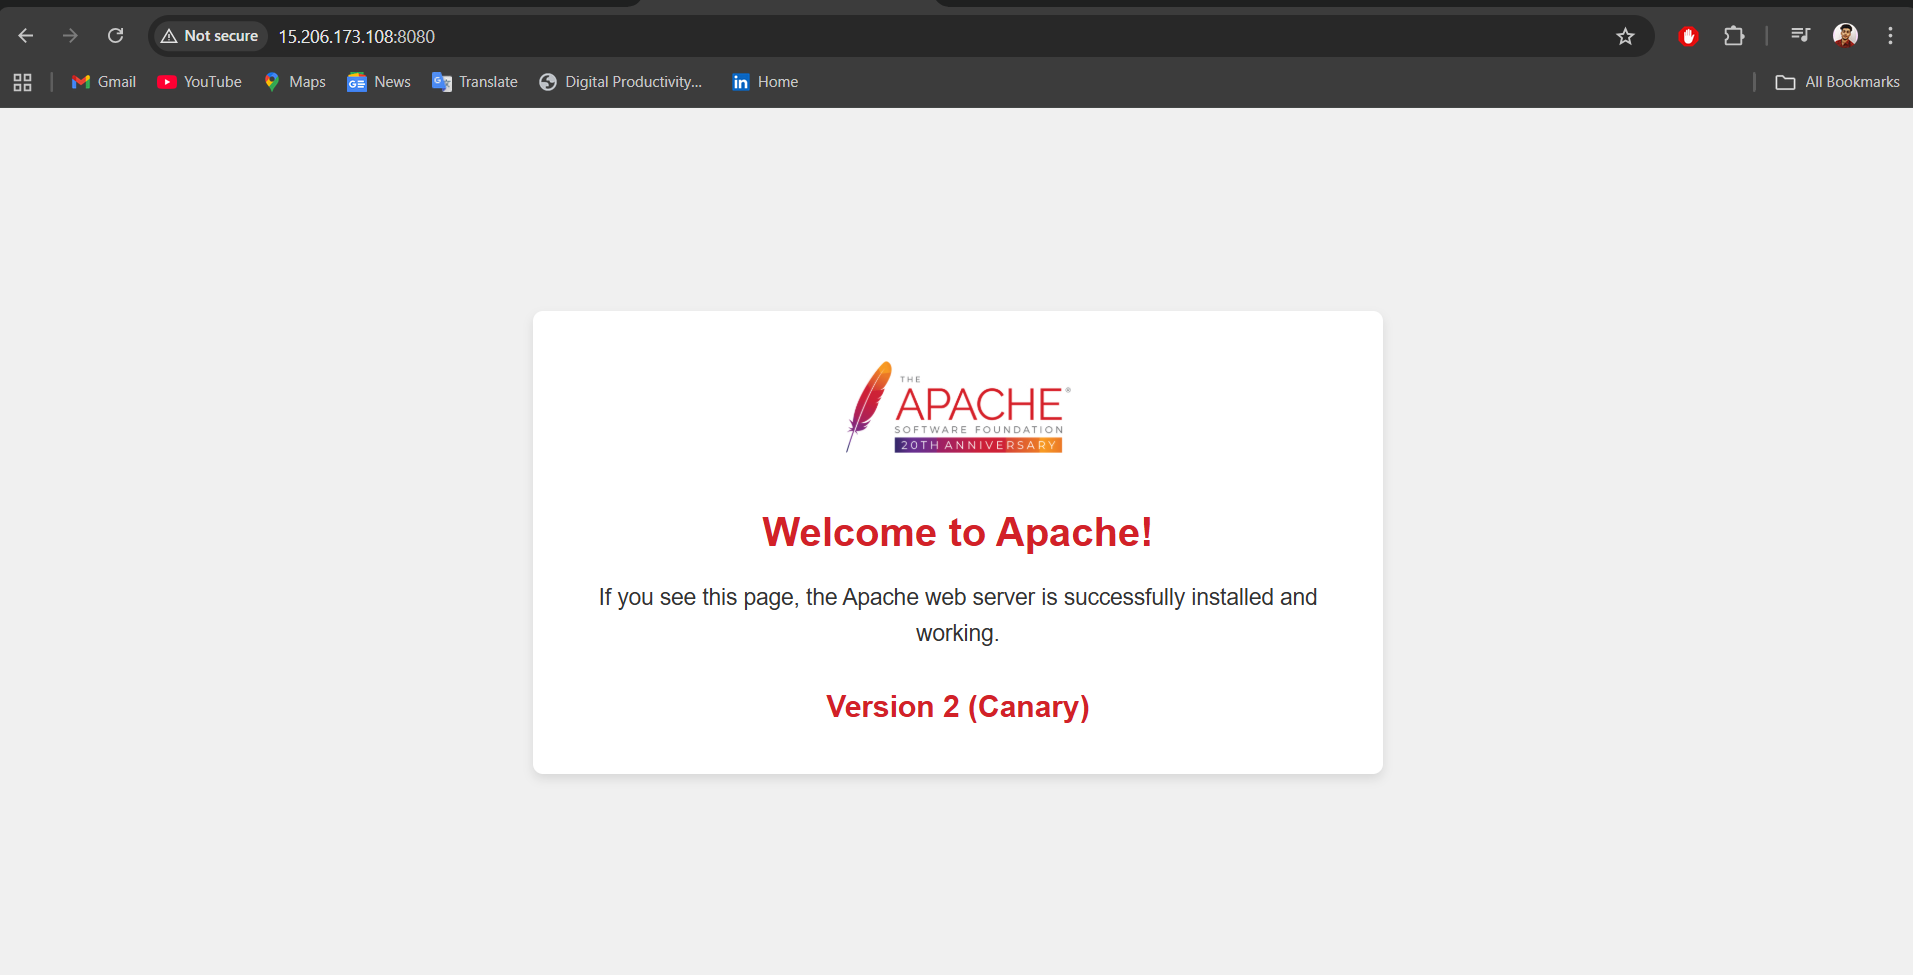 Not secure 15.206.173.108:8080
Gmail YouTube Maps News Translate Digital Productivity... Home All Bookmarks
THE
APACHE®
SOFTWARE FOUNDATION
20TH ANNIVERSARY
Welcome to Apache!
If you see this page, the Apache web server is successfully installed and
working.
Version 2 (Canary)